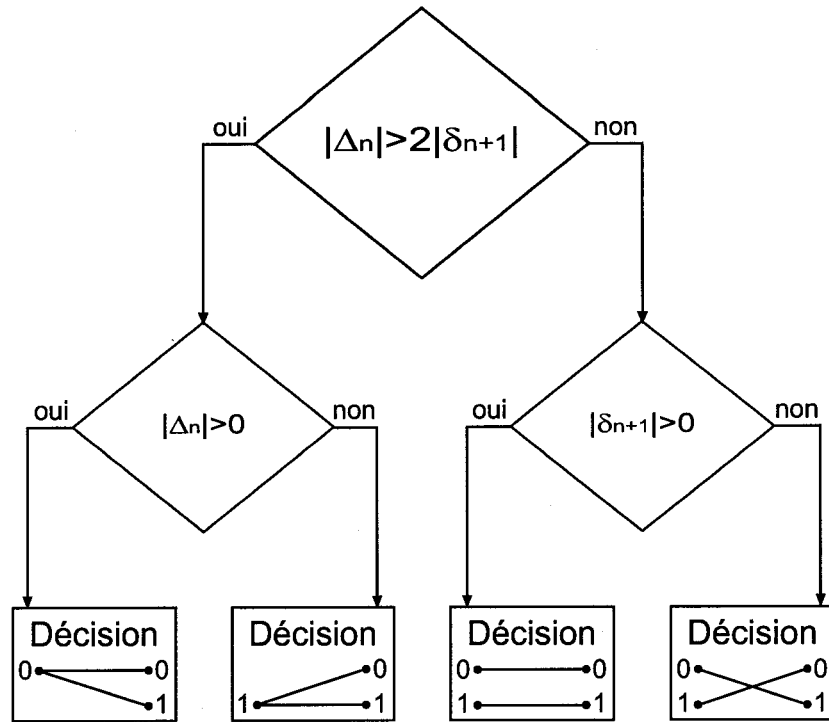 |Δn|>2|δn+1|
oui
non
|Δn|>0
oui
non
|δn+1|>0
oui
non
Décision
0 0
1
Décision
0
1 1
Décision
0 0
1 1
Décision
0 0
1 1